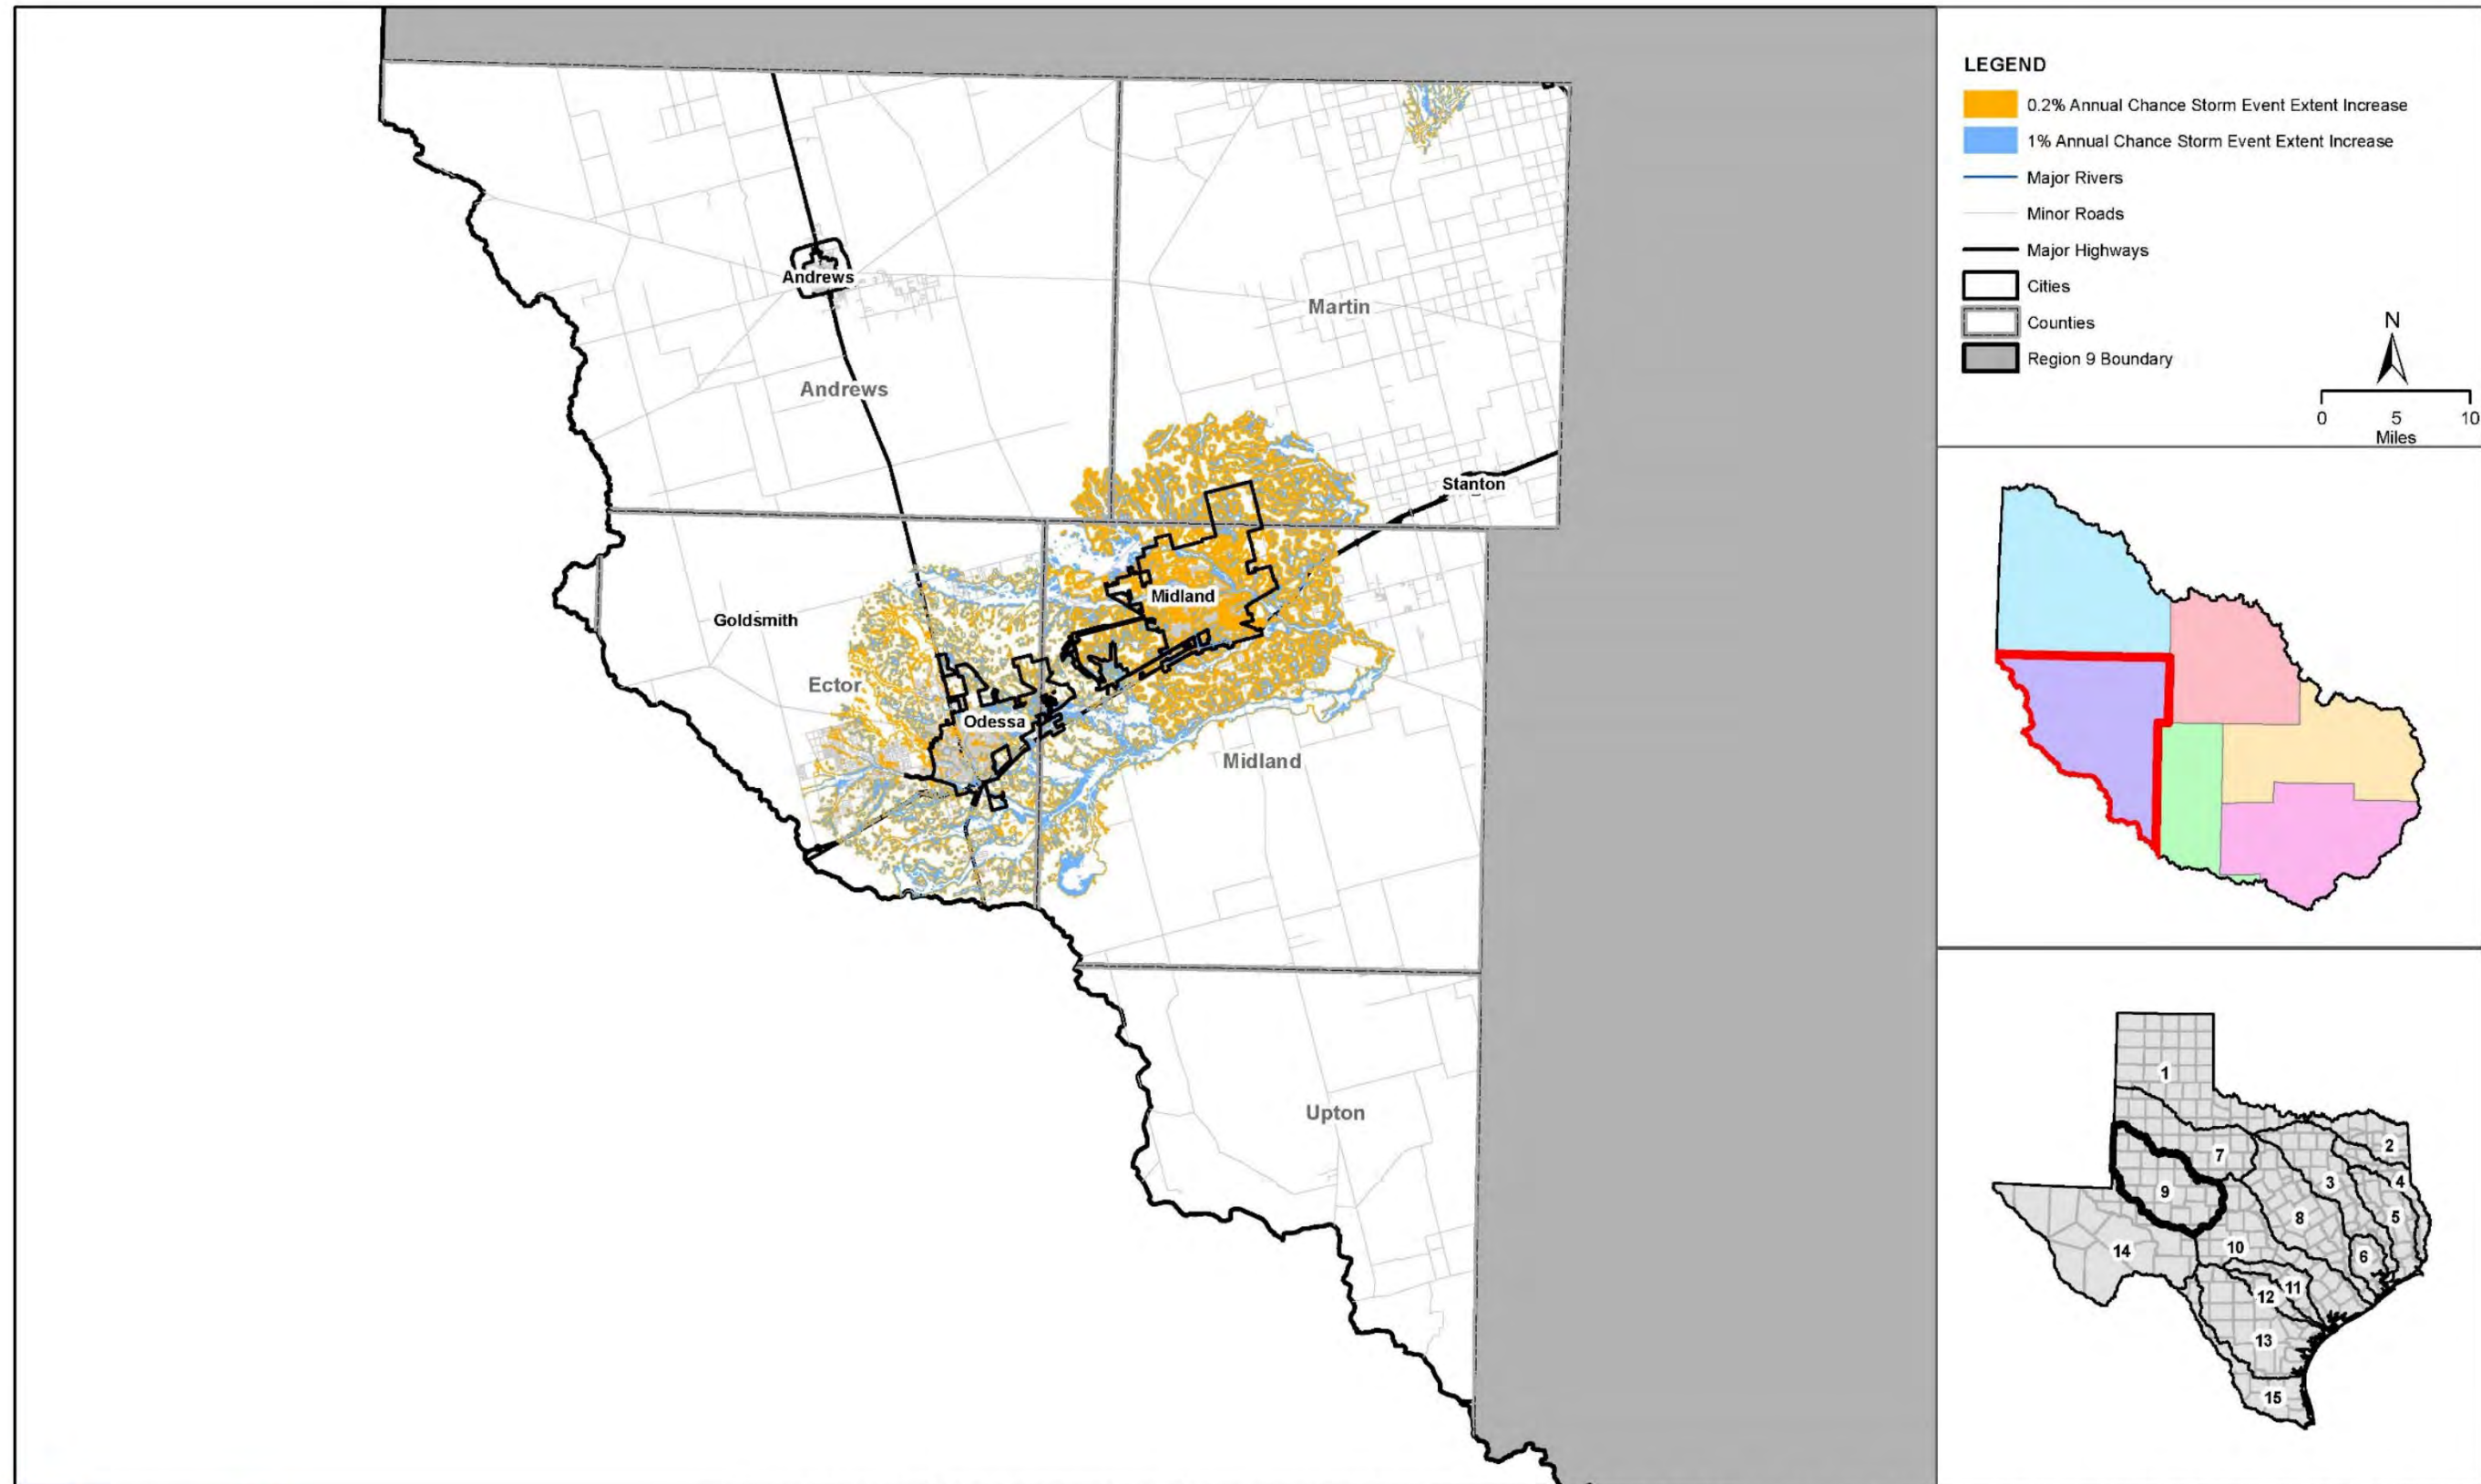 Andrews
Martin
Andrews
Stanton
Midland
Goldsmith
Ector
Odessa
Midland
Upton
LEGEND
0.2% Annual Chance Storm Event Extent Increase
1% Annual Chance Storm Event Extent Increase
Major Rivers
Minor Roads
Major Highways
Cities
Counties
Region 9 Boundary
N
0 5 10
Miles
1
2
7
3
4
9
5
8
14
10
6
11
12
13
15